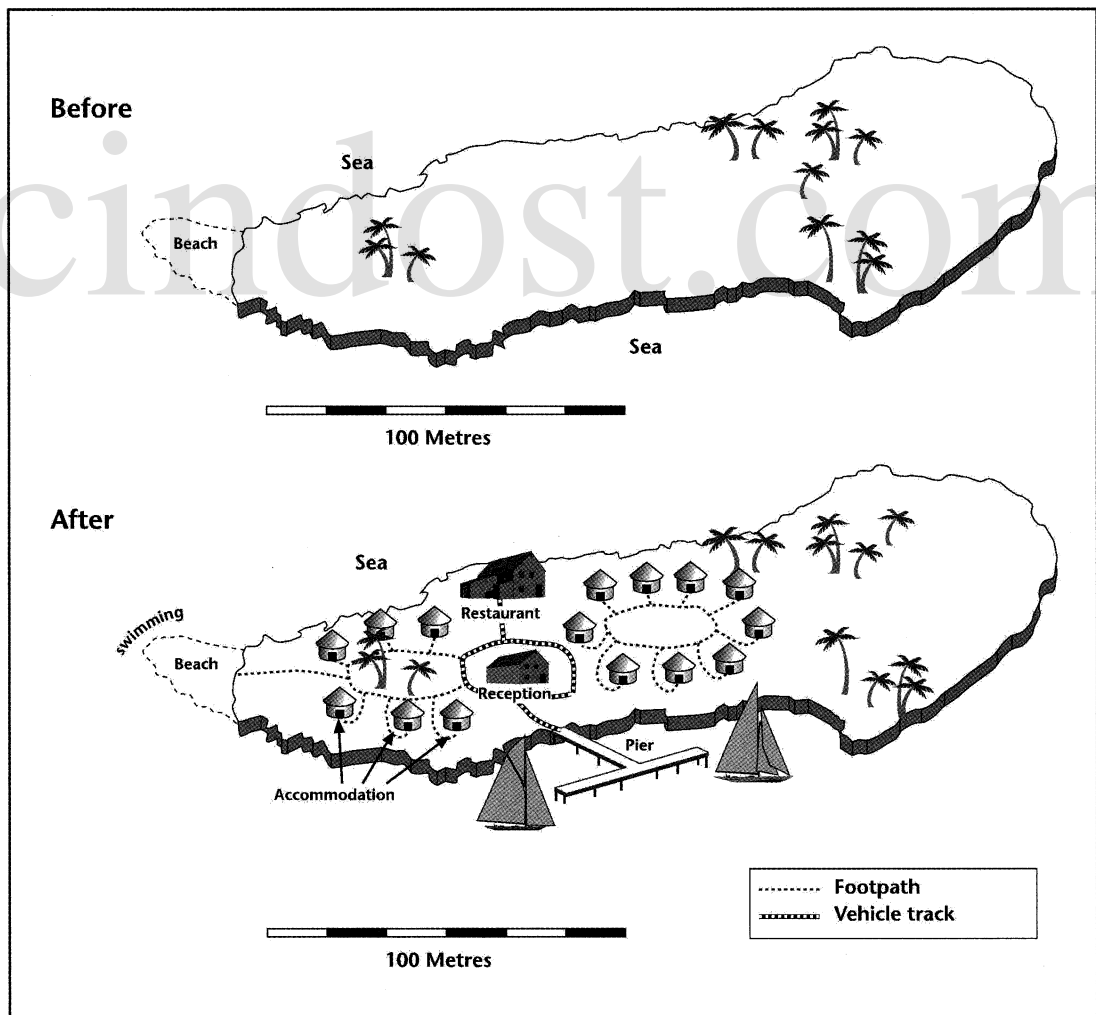 Before
Sea
Beach
Sea
100 Metres
cindost.com
After
Sea
Restaurant
swimming
Beach
Reception
Pier
Accommodation
Footpath
Vehicle track
100 Metres